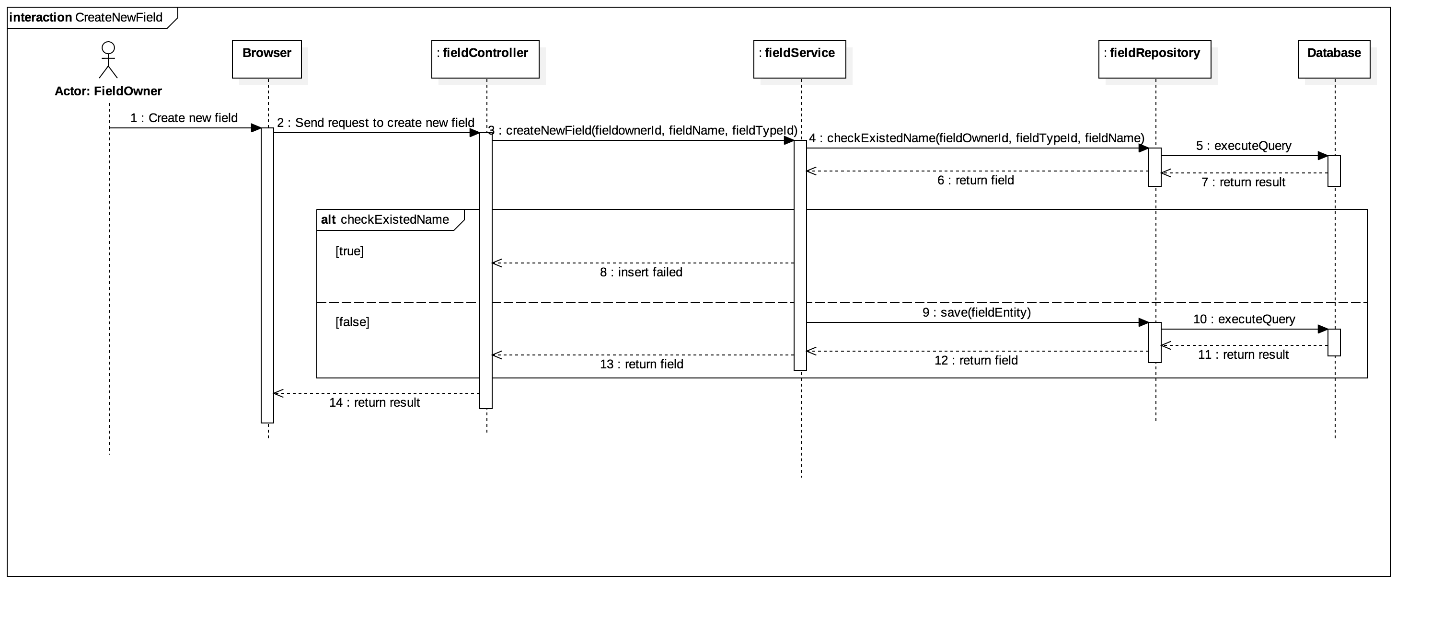 interaction CreateNewField
Browser
: fieldController
: fieldService
: fieldRepository
Database
Actor: FieldOwner
1 : Create new field
2 : Send request to create new field
3 : createNewField(fieldownerId, fieldName, fieldTypeId)
4 : checkExistedName(fieldOwnerId, fieldTypeId, fieldName)
5 : executeQuery
6 : return field
7 : return result
alt checkExistedName
[true]
8 : insert failed
[false]
9 : save(fieldEntity)
10 : executeQuery
11 : return result
12 : return field
13 : return field
14 : return result